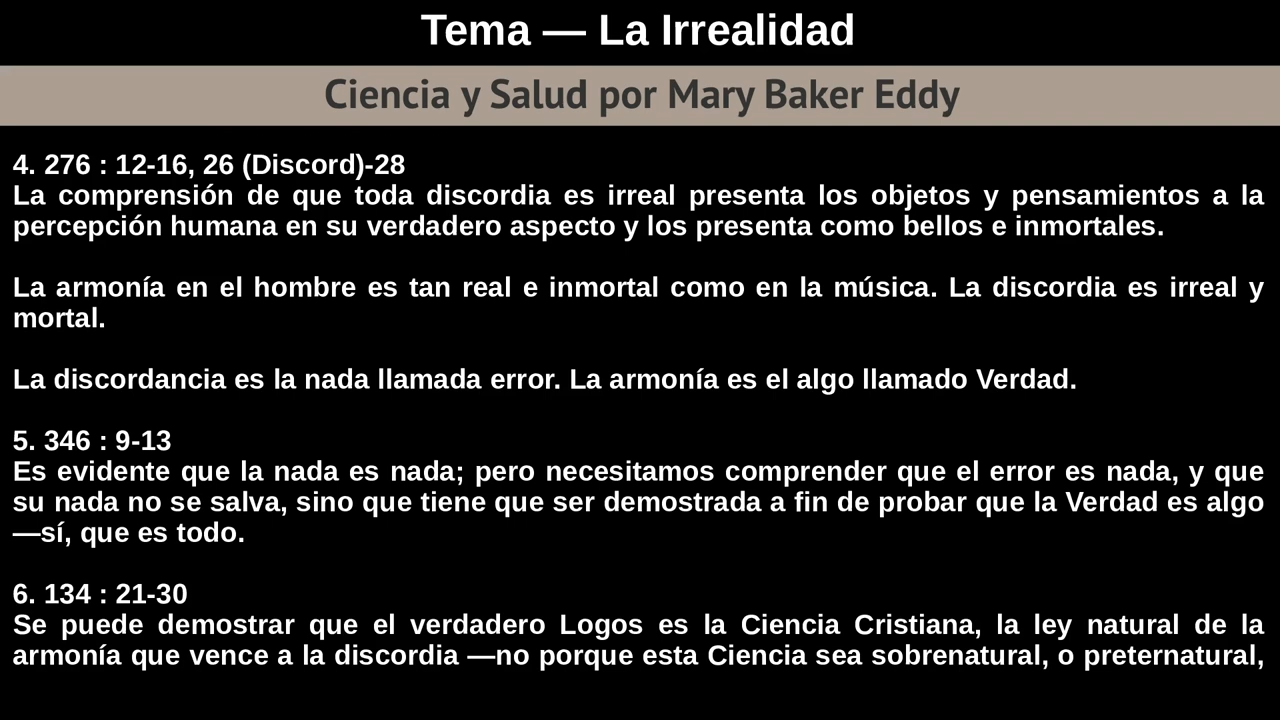 Tema — La Irrealidad
Ciencia y Salud por Mary Baker Eddy
4. 276 : 12-16, 26 (Discord)-28
La comprensión de que toda discordia es irreal presenta los objetos y pensamientos a la
percepción humana en su verdadero aspecto y los presenta como bellos e inmortales.
La armonía en el hombre es tan real e inmortal como en la música. La discordia es irreal y
mortal.
La discordancia es la nada llamada error. La armonía es el algo llamado Verdad.
5. 346 : 9-13
Es evidente que la nada es nada; pero necesitamos comprender que el error es nada, y que
su nada no se salva, sino que tiene que ser demostrada a fin de probar que la Verdad es algo
—sí, que es todo.
6. 134 : 21-30
Se puede demostrar que el verdadero Logos es la Ciencia Cristiana, la ley natural de la
armonía que vence a la discordia —no porque esta Ciencia sea sobrenatural, o preternatural,